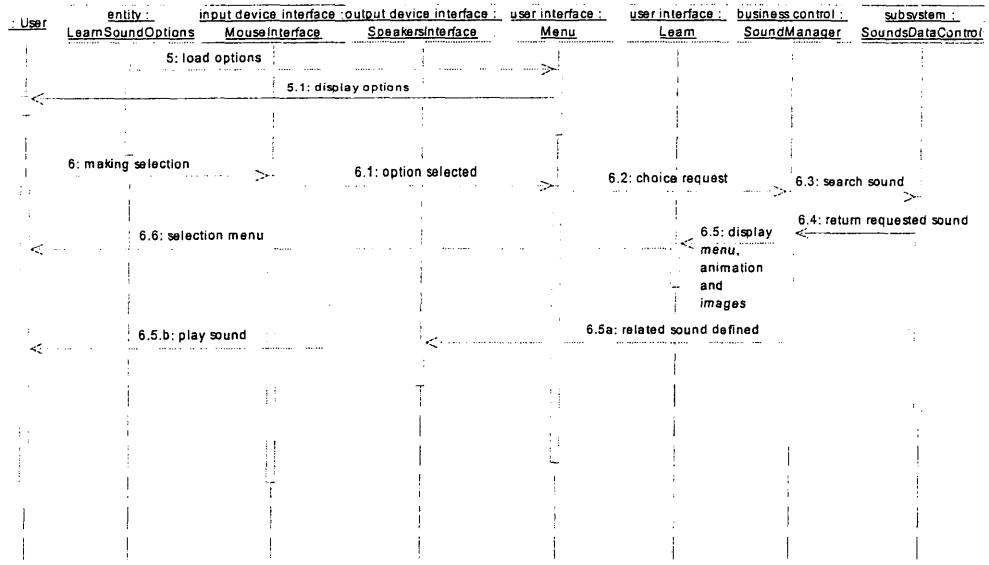 : User
entity :
LearnSoundOptions
input device interface :
MouseInterface
output device interface :
SpeakersInterface
user interface :
Menu
user interface :
Learn
business control :
SoundManager
subsystem :
SoundsDataControl
5: load options
5.1: display options
6: making selection
6.1: option selected
6.2: choice request
6.3: search sound
6.4: return requested sound
6.5: display
menu,
animation
and
images
6.6: selection menu
6.5a: related sound defined
6.5.b: play sound